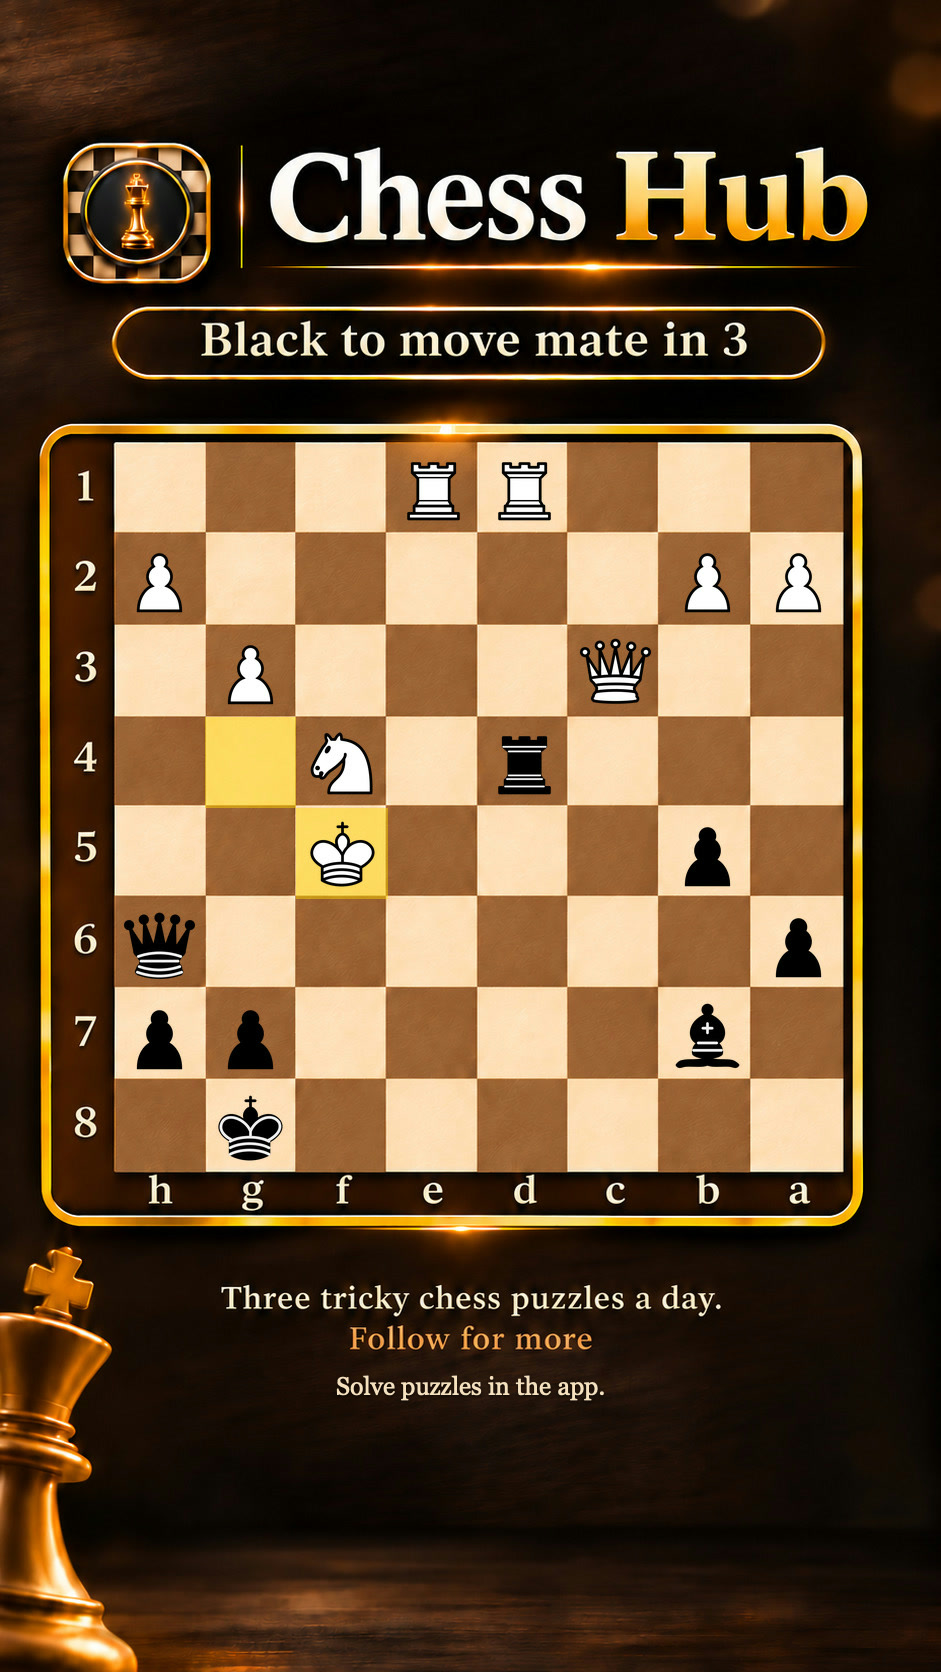 Chess Hub
Black to move mate in 3
1
2
3
4
5
6
7
8
h g f e d c b a
Three tricky chess puzzles a day.
Follow for more
Solve puzzles in the app.